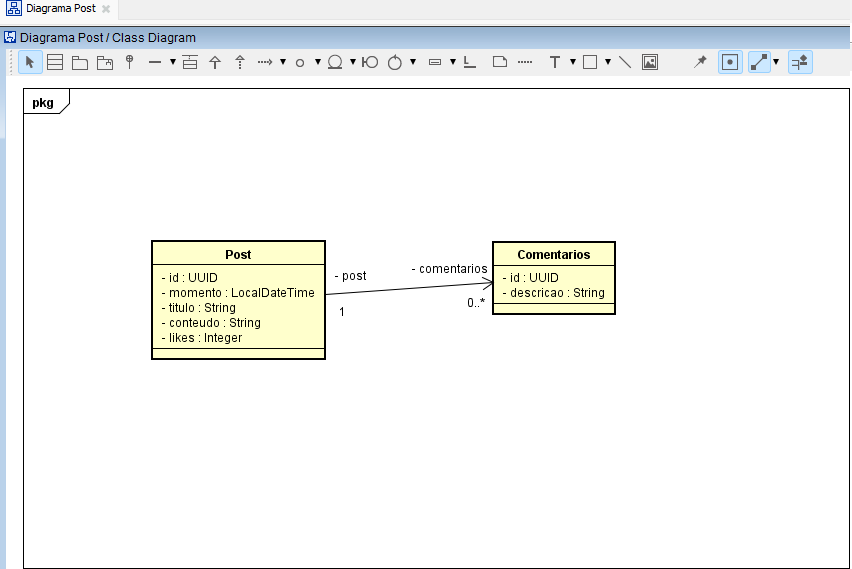 Diagrama Post
Diagrama Post / Class Diagram
T
pkg
Post
- id : UUID
- momento : LocalDateTime
- titulo : String
- conteudo : String
- likes : Integer
- post
1
- comentarios
0..*
Comentarios
- id : UUID
- descricao : String